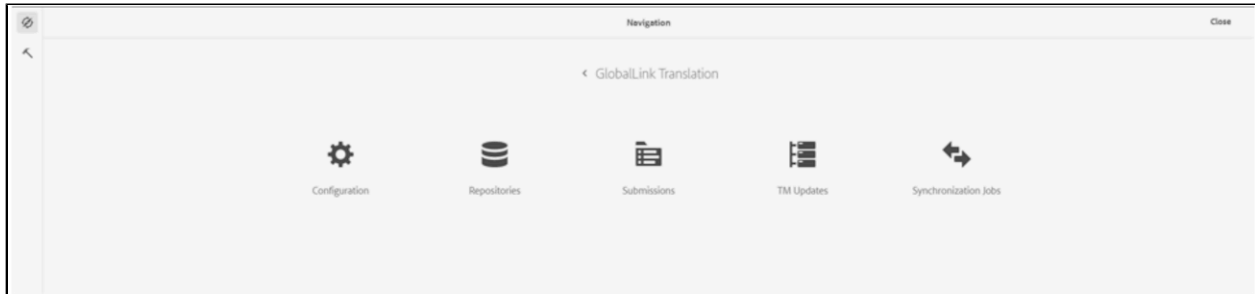 Navigation
Close
GlobalLink Translation
Configuration
Repositories
Submissions
TM Updates
Synchronization Jobs